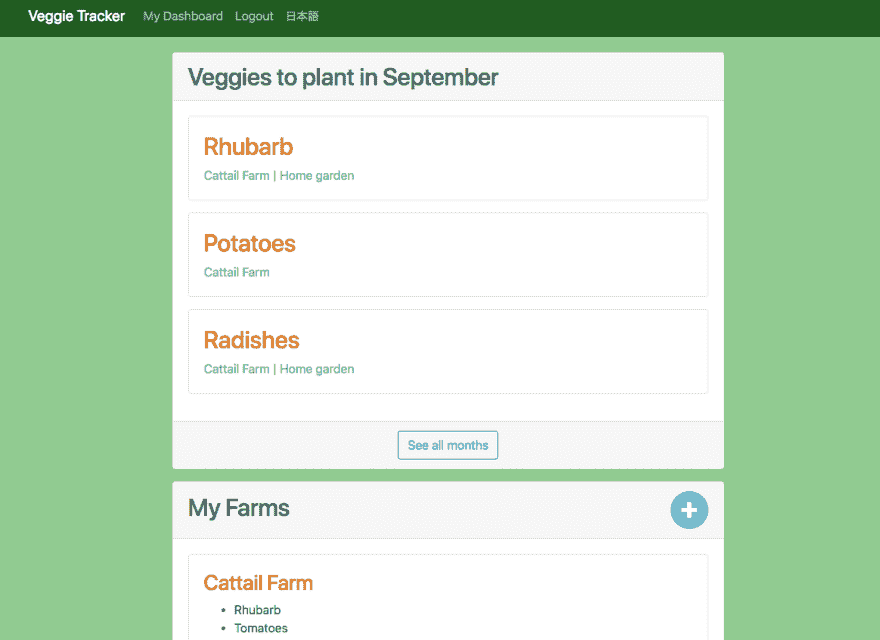 Veggie Tracker My Dashboard Logout 日本語
Veggies to plant in September
Rhubarb
Cattail Farm | Home garden
Potatoes
Cattail Farm
Radishes
Cattail Farm | Home garden
See all months
My Farms
Cattail Farm
• Rhubarb
• Tomatoes